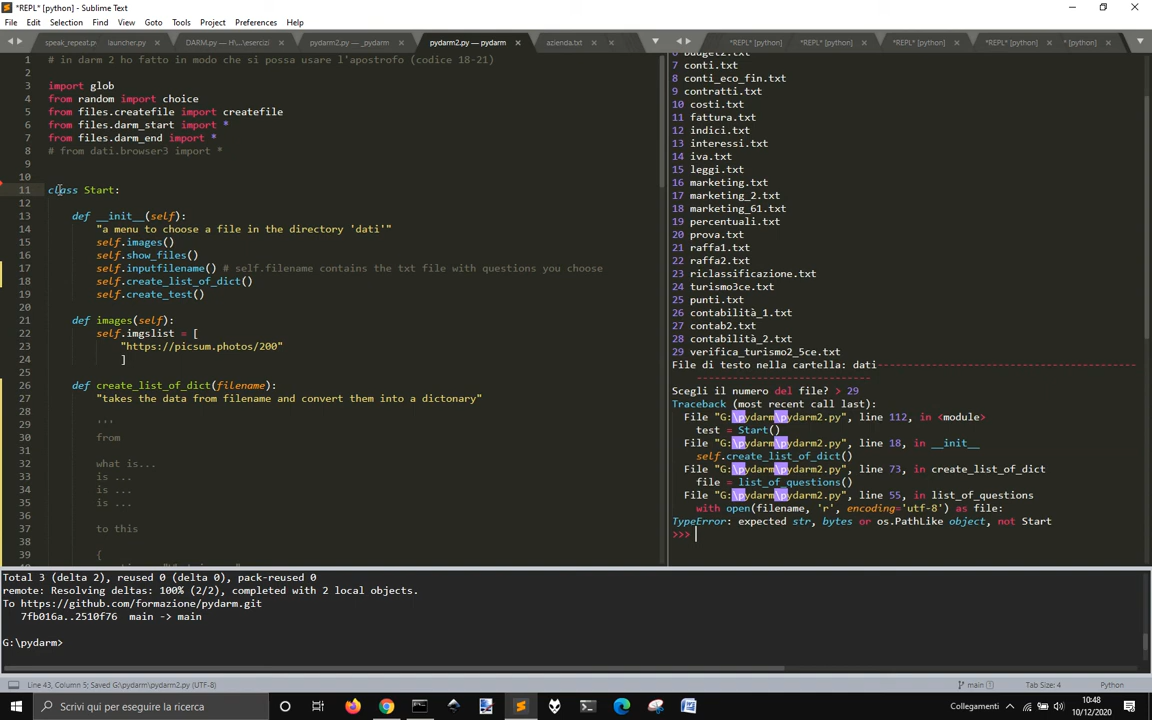 *REPL* [python] - Sublime Text
File Edit Selection Find View Goto Tools Project Preferences Help
speak_repeat.py launcher.py × DARM.py — H\...\esercizi × pydarm2.py — _pydarm × pydarm2.py — pydarm × azienda.txt ×
*REPL* [python] × *REPL* [python] × *REPL* [python] × *REPL* [python] × * [python] ×
1 # in darm 2 ho fatto in modo che si possa usare l'apostrofo (codice 18-21)
2
3 import glob
4 from random import choice
5 from files.createfile import createfile
6 from files.darm_start import *
7 from files.darm_end import *
8 # from dati.browser3 import *
9
10
11 class Start:
12
13 def __init__(self):
14 "a menu to choose a file in the directory 'dati'"
15 self.images()
16 self.show_files()
17 self.inputfilename() # self.filename contains the txt file with questions you choose
18 self.create_list_of_dict()
19 self.create_test()
20
21 def images(self):
22 self.imgslist = [
23 "https://picsum.photos/200"
24 ]
25
26 def create_list_of_dict(filename):
27 "takes the data from filename and convert them into a dictonary"
28
29 '''
30 from
31
32 what is...
33 is ...
34 is ...
35 is ...
36
37 to this
38
39 {
6 budget2.txt
7 conti.txt
8 conti_eco_fin.txt
9 contratti.txt
10 costi.txt
11 fattura.txt
12 indici.txt
13 interessi.txt
14 iva.txt
15 leggi.txt
16 marketing.txt
17 marketing_2.txt
18 marketing_61.txt
19 percentuali.txt
20 prova.txt
21 raffa1.txt
22 raffa2.txt
23 riclassificazione.txt
24 turismo3ce.txt
25 punti.txt
26 contabilità_1.txt
27 contab2.txt
28 contabilità_2.txt
29 verifica_turismo2_5ce.txt
File di testo nella cartella: dati-------------------------------------------
-----------------------------
Scegli il numero del file? > 29
Traceback (most recent call last):
File "G:\pydarm\pydarm2.py", line 112, in <module>
test = Start()
File "G:\pydarm\pydarm2.py", line 18, in __init__
self.create_list_of_dict()
File "G:\pydarm\pydarm2.py", line 73, in create_list_of_dict
file = list_of_questions()
File "G:\pydarm\pydarm2.py", line 55, in list_of_questions
with open(filename, 'r', encoding='utf-8') as file:
TypeError: expected str, bytes or os.PathLike object, not Start
>>>
Total 3 (delta 2), reused 0 (delta 0), pack-reused 0
remote: Resolving deltas: 100% (2/2), completed with 2 local objects.
To https://github.com/formazione/pydarm.git
7fb016a..2510f76 main -> main
G:\pydarm>
Line 43, Column 5; Saved G:\pydarm\pydarm2.py (UTF-8) main 1 Tab Size: 4 Python
Scrivi qui per eseguire la ricerca
Collegamenti
10:48
10/12/2020